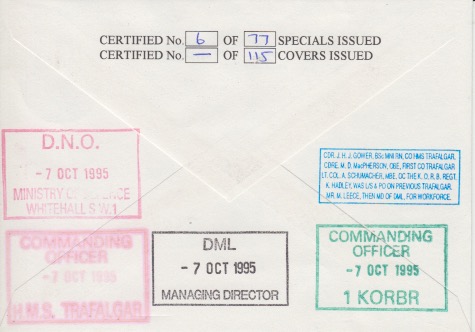 CERTIFIED No. 6 OF 77 SPECIALS ISSUED
CERTIFIED No. — OF 115 COVERS ISSUED
D.N.O.
-7 OCT 1995
MINISTRY OF DEFENCE
WHITEHALL S.W.1
CDR. J. H. J. GOWER, BSc MNI RN, CO HMS TRAFALGAR.
CDRE. M. D. MacPHERSON, OBE, FIRST CO TRAFALGAR
LT. COL. A. SCHUMACHER, MBE, OC THE K. O. R. B. REGT.
K. HADLEY, WAS US & PO ON PREVIOUS TRAFALGAR.
MR. M. LEECE, THEN MD OF DML, FOR WORKFORCE.
COMMANDING
OFFICER
-7 OCT 1995
H.M.S. TRAFALGAR
DML
-7 OCT 1995
MANAGING DIRECTOR
COMMANDING
OFFICER
-7 OCT 1995
1 KORBR